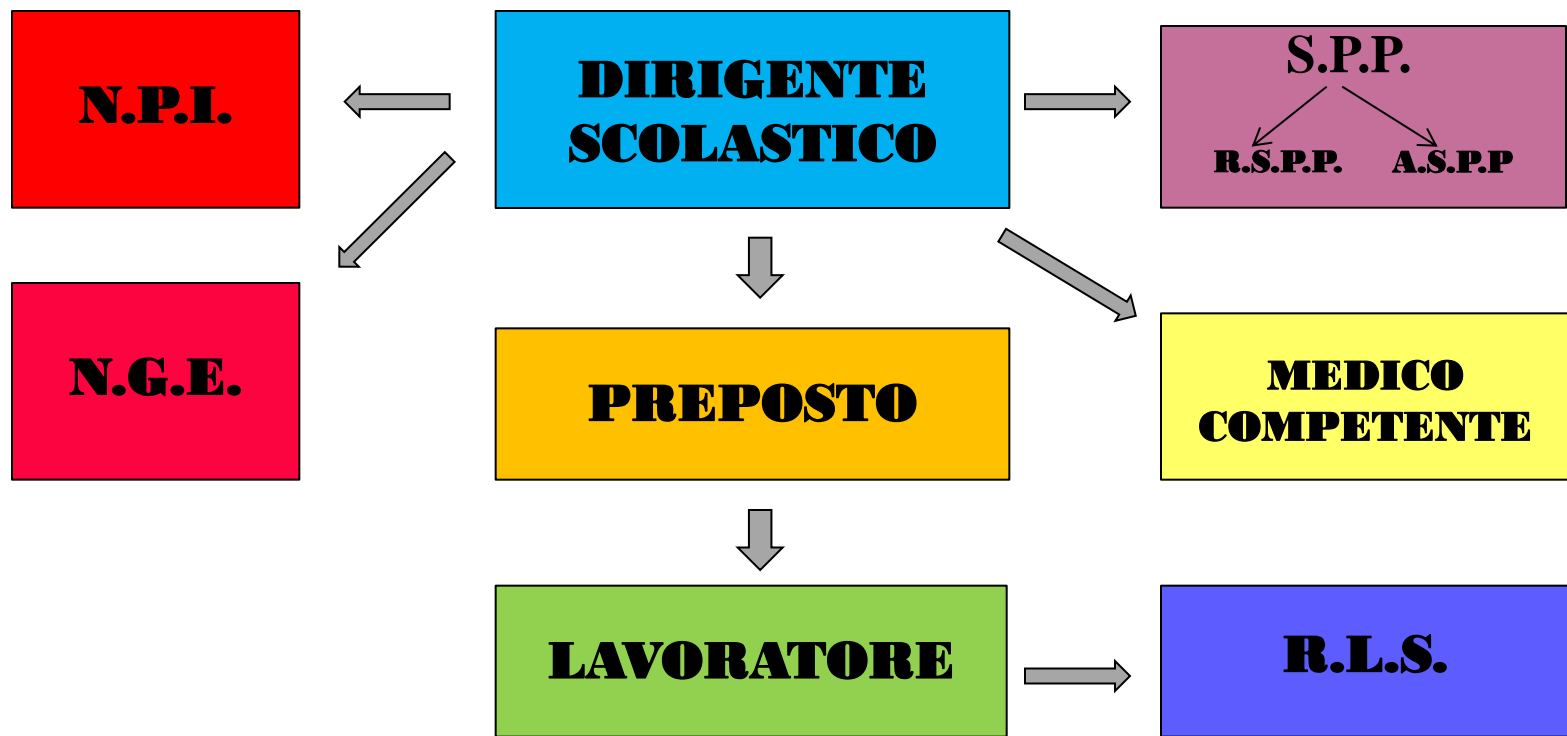 N.P.I.
DIRIGENTE
SCOLASTICO
S.P.P.
R.S.P.P.
A.S.P.P
N.G.E.
PREPOSTO
MEDICO
COMPETENTE
LAVORATORE
R.L.S.